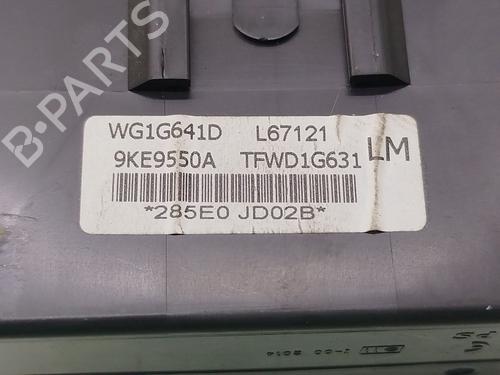 B-PARTS
WG1G641D L67121
9KE9550A TFWD1G631 LM
*285E0 JD02B*